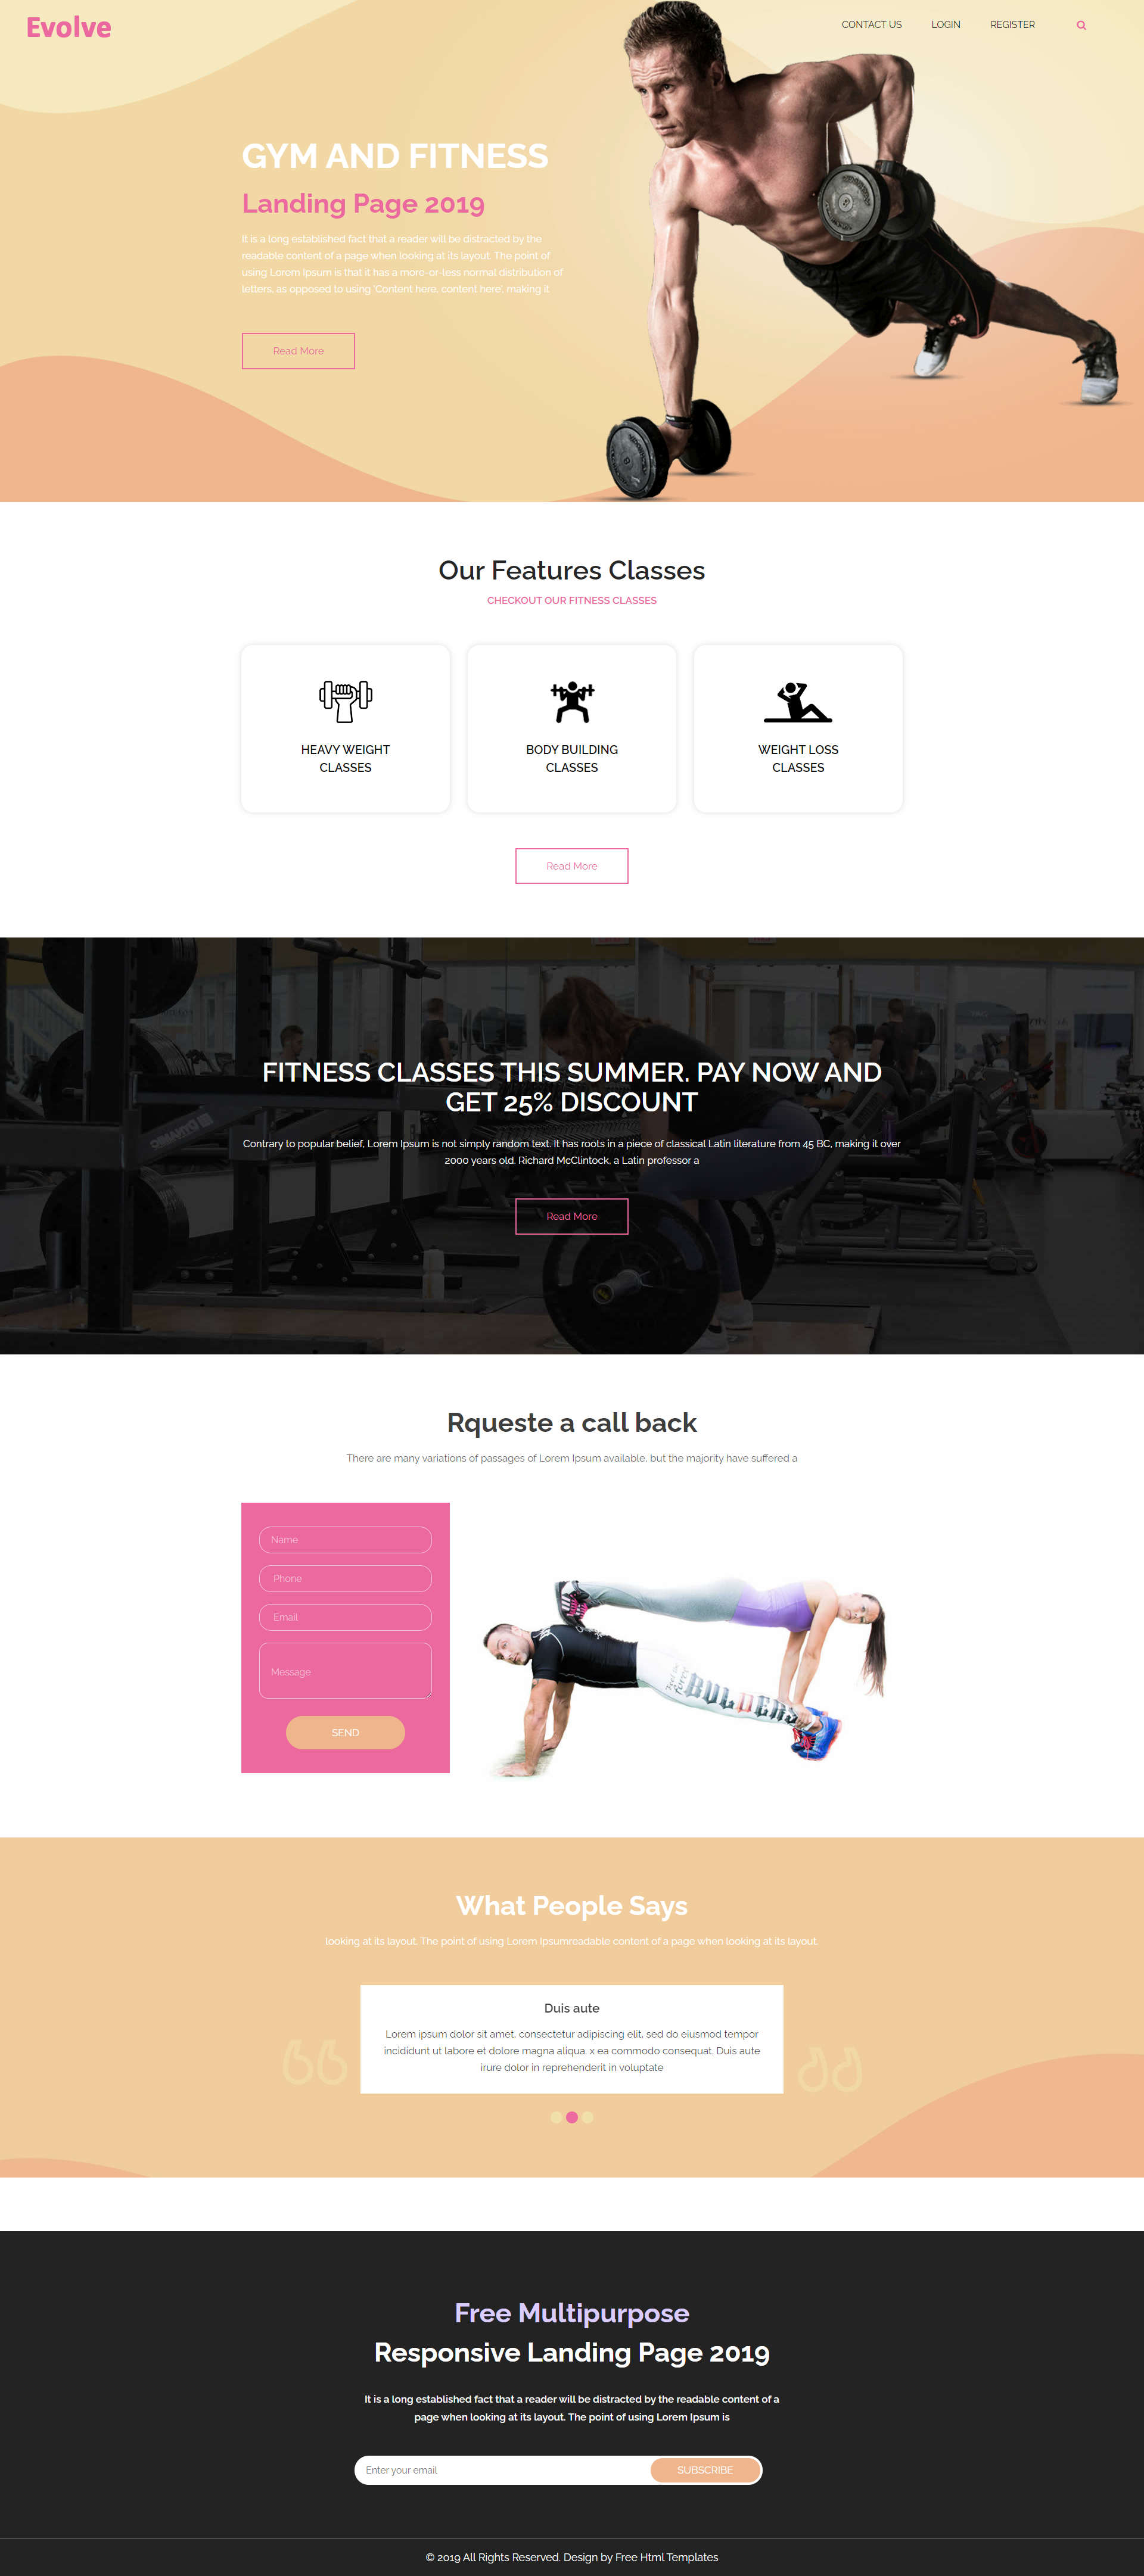 Evolve
CONTACT US
LOGIN
REGISTER
GYM AND FITNESS
Landing Page 2019
It is a long established fact that a reader will be distracted by the
readable content of a page when looking at its layout. The point of
using Lorem Ipsum is that it has a more-or-less normal distribution of
letters, as opposed to using 'Content here, content here', making it
Read More
Our Features Classes
CHECKOUT OUR FITNESS CLASSES
HEAVY WEIGHT
CLASSES
BODY BUILDING
CLASSES
WEIGHT LOSS
CLASSES
Read More
FITNESS CLASSES THIS SUMMER. PAY NOW AND
GET 25% DISCOUNT
Contrary to popular belief, Lorem Ipsum is not simply random text. It has roots in a piece of classical Latin literature from 45 BC, making it over
2000 years old. Richard McClintock, a Latin professor a
Read More
Rqueste a call back
There are many variations of passages of Lorem Ipsum available, but the majority have suffered a
Name
Phone
Email
Message
SEND
What People Says
looking at its layout. The point of using Lorem Ipsumreadable content of a page when looking at its layout.
Duis aute
Lorem ipsum dolor sit amet, consectetur adipiscing elit, sed do eiusmod tempor
incididunt ut labore et dolore magna aliqua. x ea commodo consequat. Duis aute
irure dolor in reprehenderit in voluptate
Free Multipurpose
Responsive Landing Page 2019
It is a long established fact that a reader will be distracted by the readable content of a
page when looking at its layout. The point of using Lorem Ipsum is
Enter your email
SUBSCRIBE
© 2019 All Rights Reserved. Design by Free Html Templates